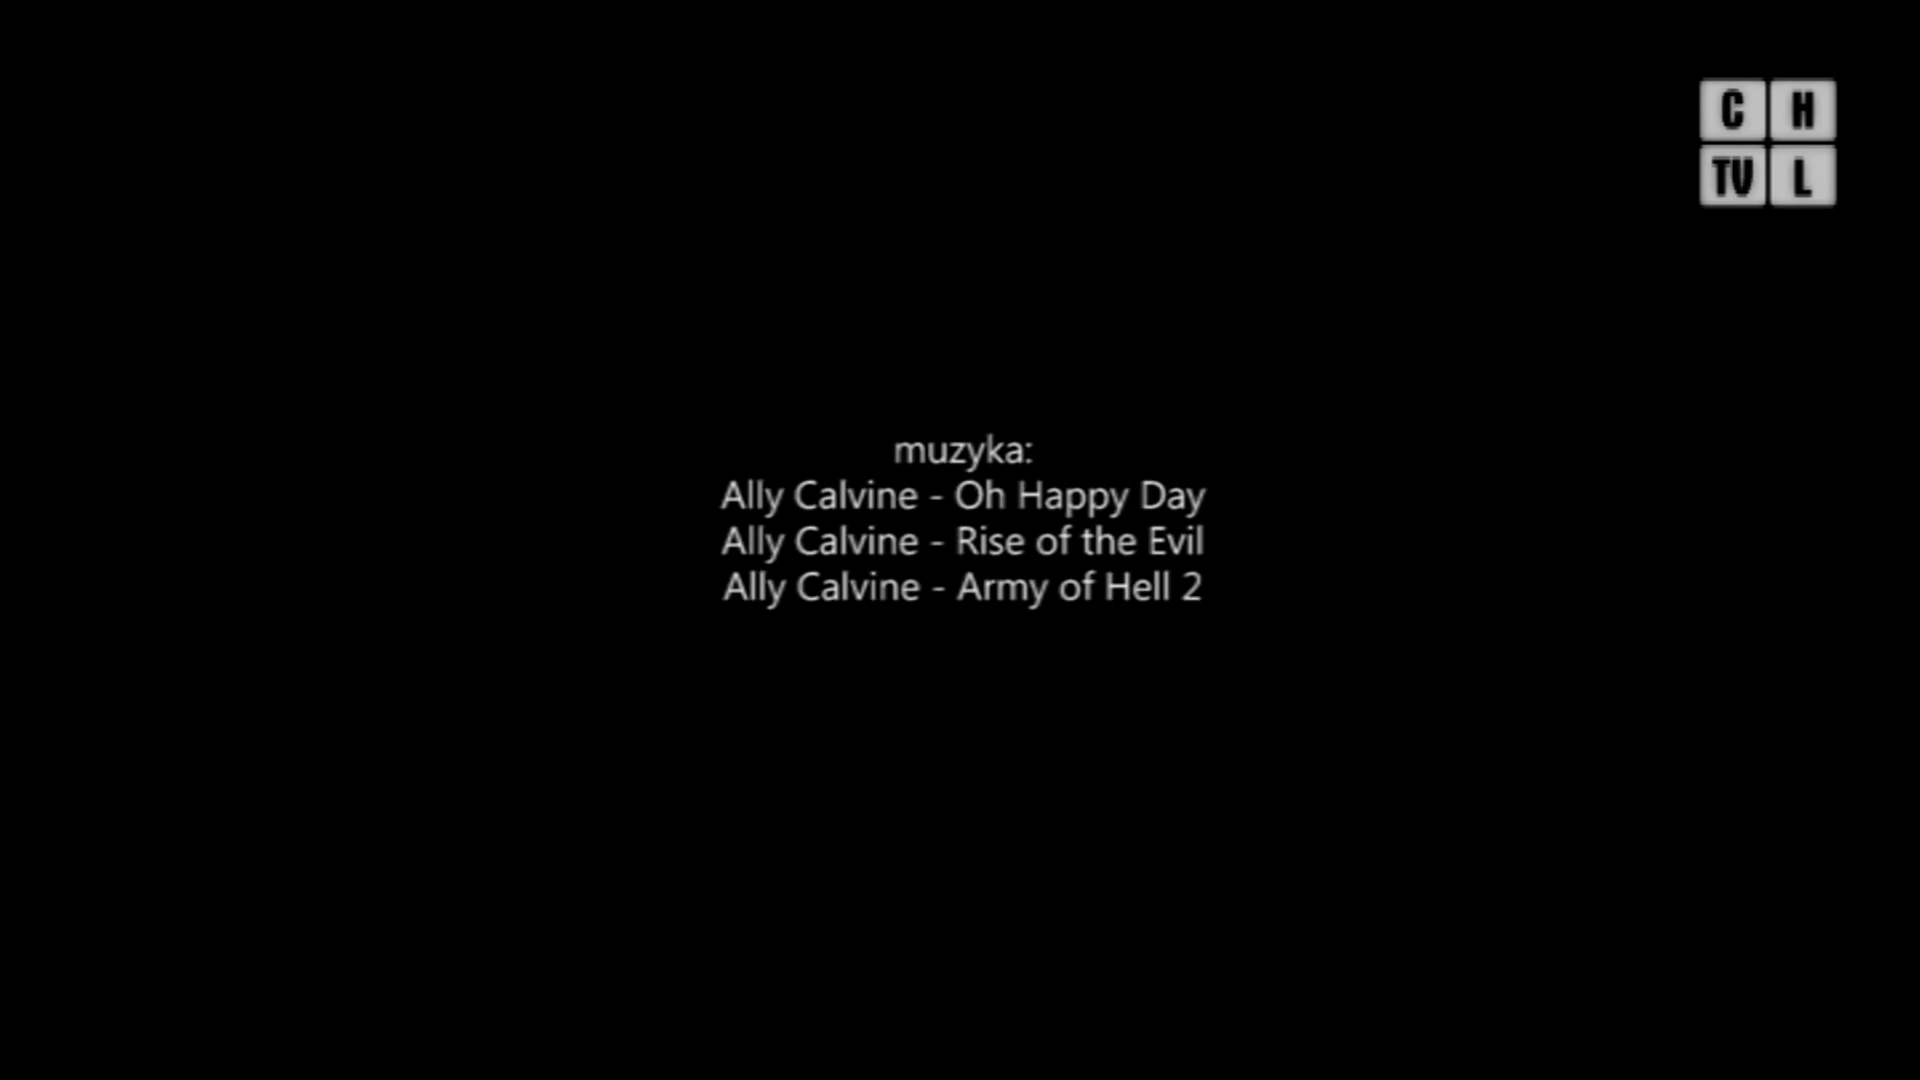 C H
TV L
muzyka:
Ally Calvine - Oh Happy Day
Ally Calvine - Rise of the Evil
Ally Calvine - Army of Hell 2